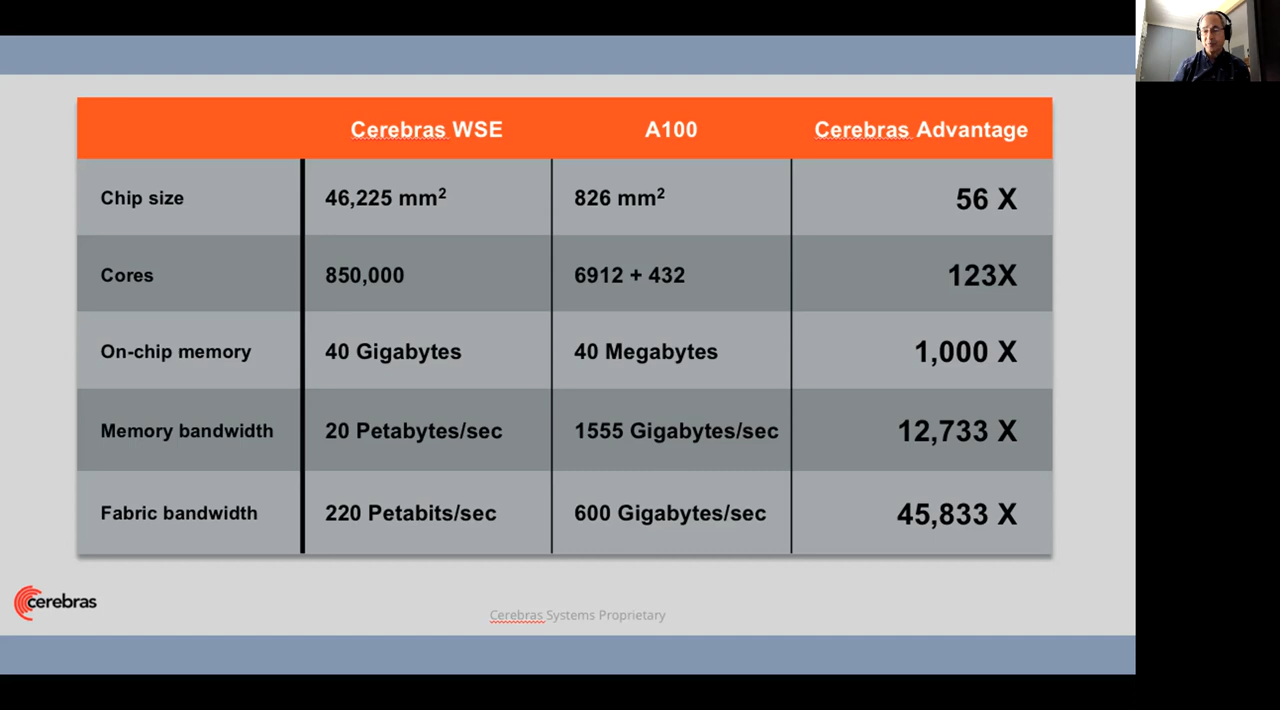 Cerebras WSE A100 Cerebras Advantage
Chip size 46,225 mm² 826 mm² 56 X
Cores 850,000 6912 + 432 123X
On-chip memory 40 Gigabytes 40 Megabytes 1,000 X
Memory bandwidth 20 Petabytes/sec 1555 Gigabytes/sec 12,733 X
Fabric bandwidth 220 Petabits/sec 600 Gigabytes/sec 45,833 X
cerebras
Cerebras Systems Proprietary